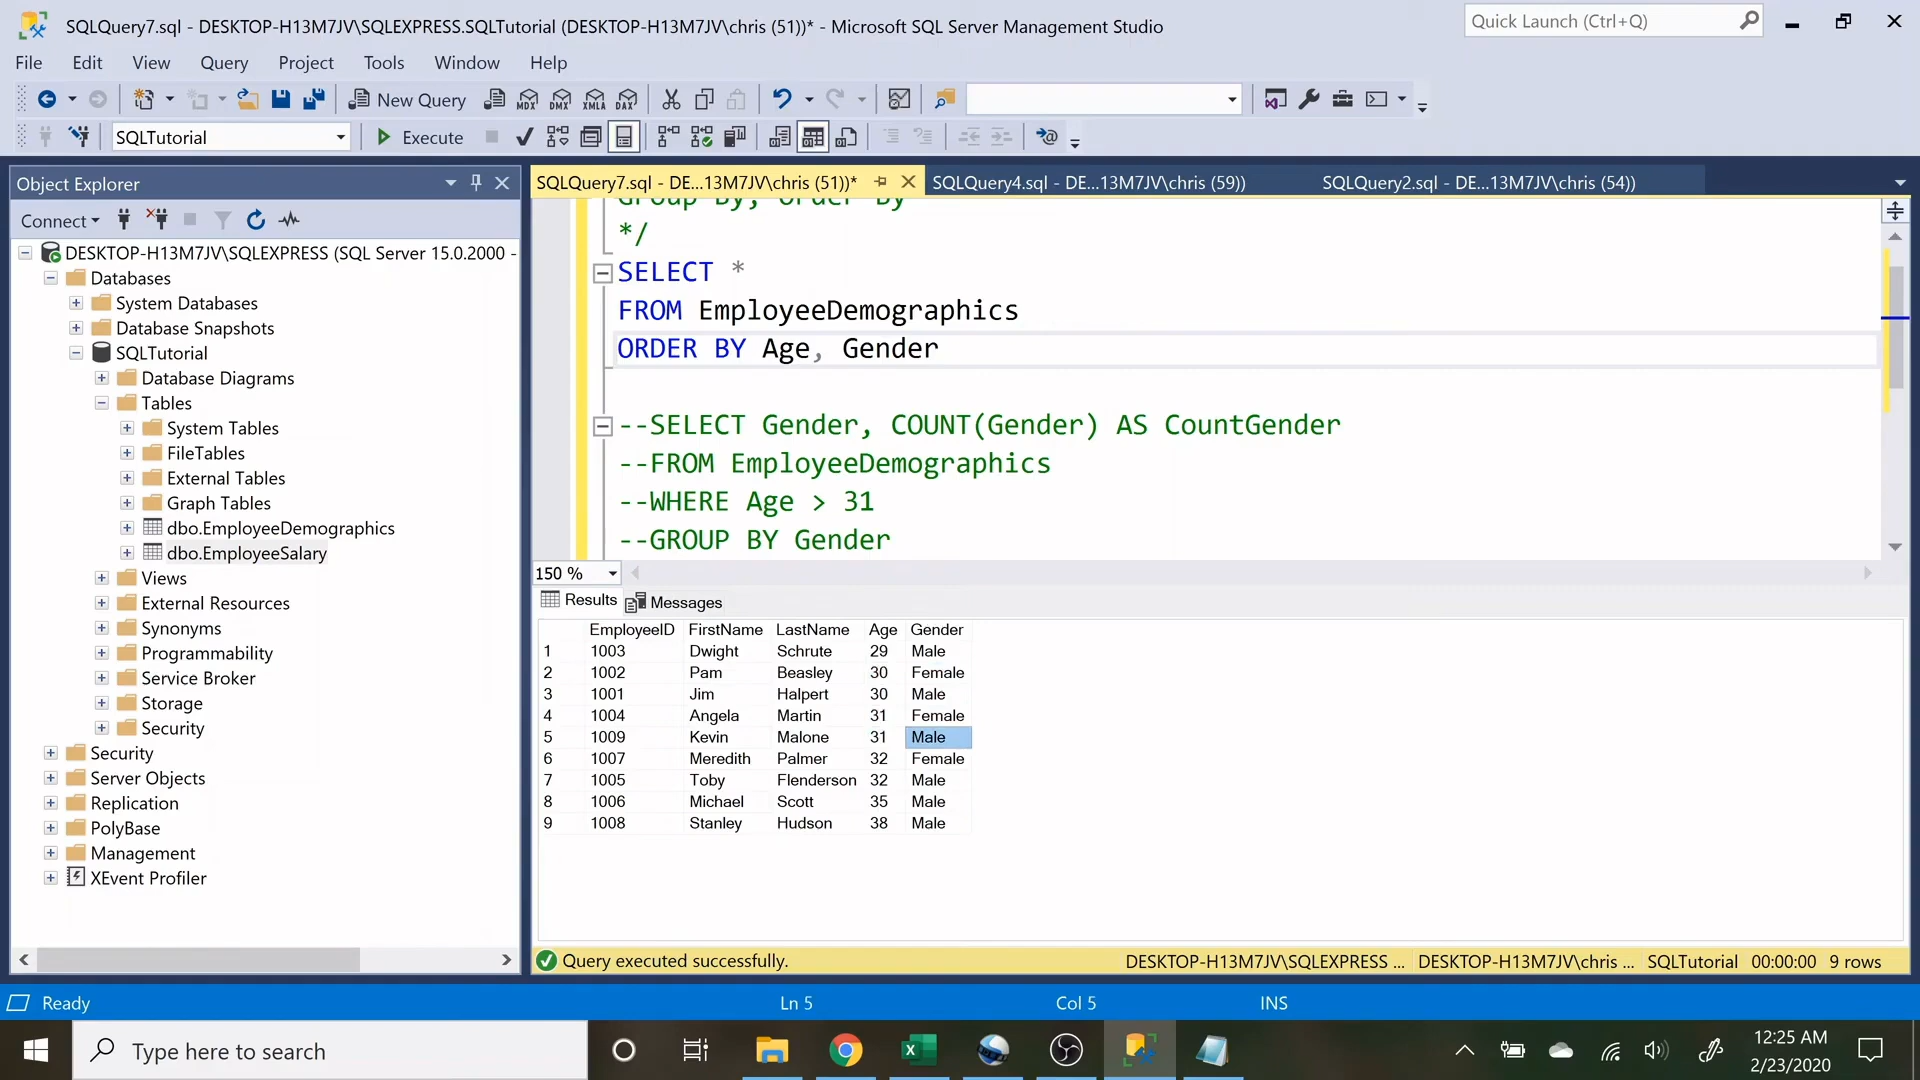 SQLQuery7.sql - DESKTOP-H13M7JV\SQLEXPRESS.SQLTutorial (DESKTOP-H13M7JV\chris (51))* - Microsoft SQL Server Management Studio
Quick Launch (Ctrl+Q)
File Edit View Query Project Tools Window Help
New Query MDX DMX XMLA DAX
SQLTutorial Execute
Object Explorer
Connect
DESKTOP-H13M7JV\SQLEXPRESS (SQL Server 15.0.2000 -
Databases
System Databases
Database Snapshots
SQLTutorial
Database Diagrams
Tables
System Tables
FileTables
External Tables
Graph Tables
dbo.EmployeeDemographics
dbo.EmployeeSalary
Views
External Resources
Synonyms
Programmability
Service Broker
Storage
Security
Security
Server Objects
Replication
PolyBase
Management
XEvent Profiler
SQLQuery7.sql - DE...13M7JV\chris (51))* SQLQuery4.sql - DE...13M7JV\chris (59)) SQLQuery2.sql - DE...13M7JV\chris (54))
Group By, Order By
*/
SELECT *
FROM EmployeeDemographics
ORDER BY Age, Gender
--SELECT Gender, COUNT(Gender) AS CountGender
--FROM EmployeeDemographics
--WHERE Age > 31
--GROUP BY Gender
150 %
Results Messages
EmployeeID FirstName LastName Age Gender
1 1003 Dwight Schrute 29 Male
2 1002 Pam Beasley 30 Female
3 1001 Jim Halpert 30 Male
4 1004 Angela Martin 31 Female
5 1009 Kevin Malone 31 Male
6 1007 Meredith Palmer 32 Female
7 1005 Toby Flenderson 32 Male
8 1006 Michael Scott 35 Male
9 1008 Stanley Hudson 38 Male
Query executed successfully. DESKTOP-H13M7JV\SQLEXPRESS ... DESKTOP-H13M7JV\chris ... SQLTutorial 00:00:00 9 rows
Ready Ln 5 Col 5 INS
Type here to search
12:25 AM
2/23/2020